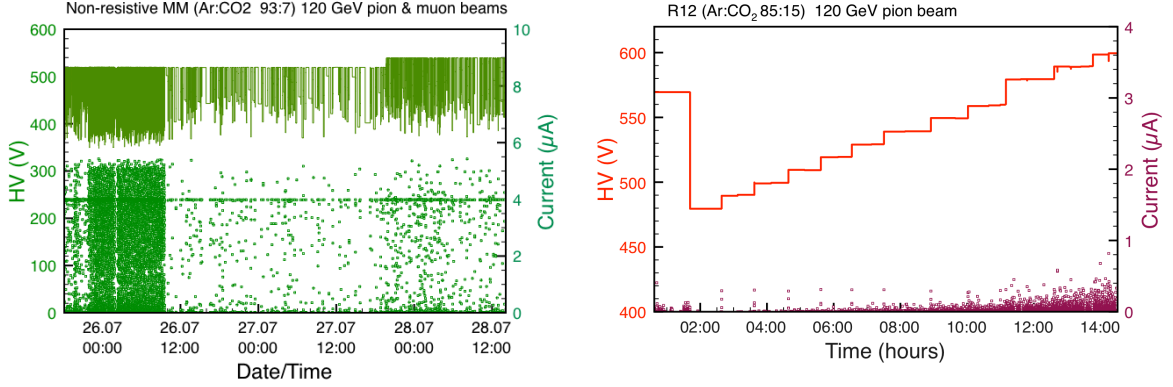 Non-resistive MM (Ar:CO2 93:7) 120 GeV pion & muon beams
600
500
400
300
200
100
0
HV (V)
10
8
6
4
2
0
Current (μA)
26.07 26.07 27.07 27.07 28.07 28.07
00:00 12:00 00:00 12:00 00:00 12:00
Date/Time
R12 (Ar:CO₂ 85:15) 120 GeV pion beam
600
550
500
450
400
HV (V)
4
3
2
1
0
Current (μA)
02:00 04:00 06:00 08:00 10:00 12:00 14:00
Time (hours)